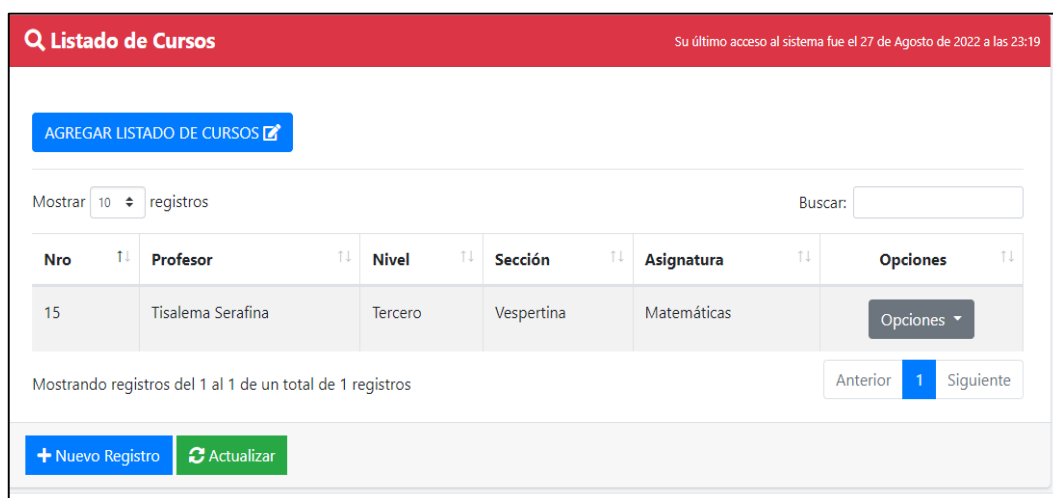 Listado de Cursos Su último acceso al sistema fue el 27 de Agosto de 2022 a las 23:19
AGREGAR LISTADO DE CURSOS
Mostrar 10 registros Buscar:
Nro Profesor Nivel Sección Asignatura Opciones
15 Tisalema Serafina Tercero Vespertina Matemáticas Opciones
Mostrando registros del 1 al 1 de un total de 1 registros Anterior 1 Siguiente
Nuevo Registro Actualizar